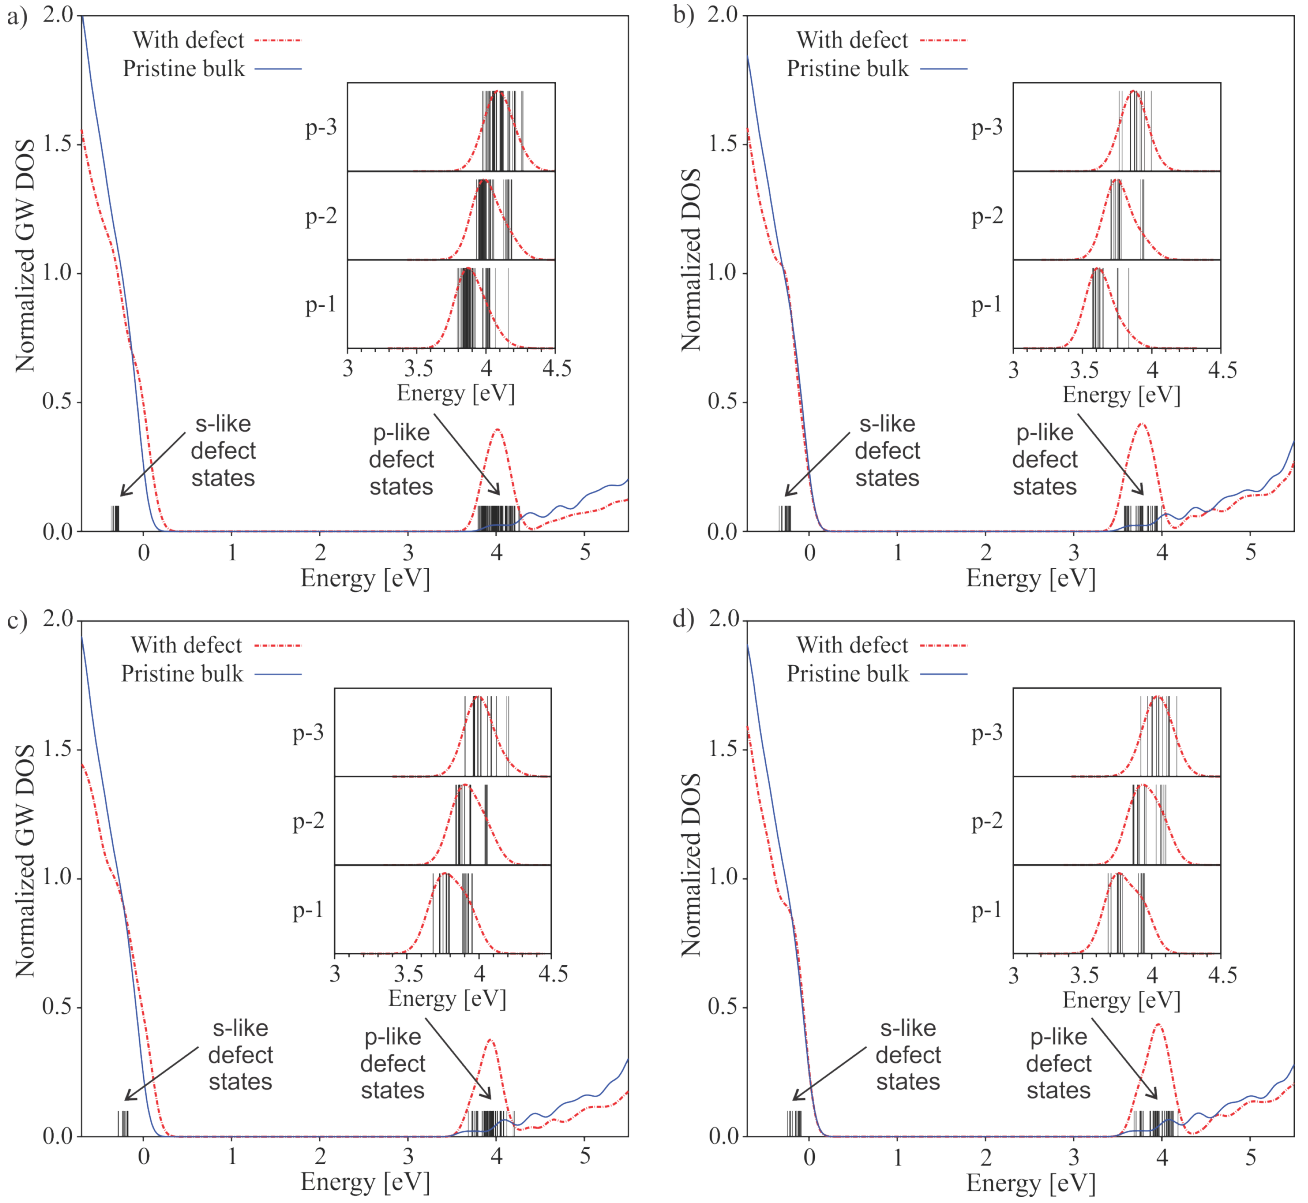 a)
2.0
1.5
1.0
0.5
0.0
Normalized GW DOS
With defect
Pristine bulk
p-3
p-2
p-1
3 3.5 4 4.5
Energy [eV]
s-like
defect
states
p-like
defect
states
0 1 2 3 4 5
Energy [eV]
b)
2.0
1.5
1.0
0.5
0.0
Normalized DOS
With defect
Pristine bulk
p-3
p-2
p-1
3 3.5 4 4.5
Energy [eV]
s-like
defect
states
p-like
defect
states
0 1 2 3 4 5
Energy [eV]
c)
2.0
1.5
1.0
0.5
0.0
Normalized GW DOS
With defect
Pristine bulk
p-3
p-2
p-1
3 3.5 4 4.5
Energy [eV]
s-like
defect
states
p-like
defect
states
0 1 2 3 4 5
Energy [eV]
d)
2.0
1.5
1.0
0.5
0.0
Normalized DOS
With defect
Pristine bulk
p-3
p-2
p-1
3 3.5 4 4.5
Energy [eV]
s-like
defect
states
p-like
defect
states
0 1 2 3 4 5
Energy [eV]